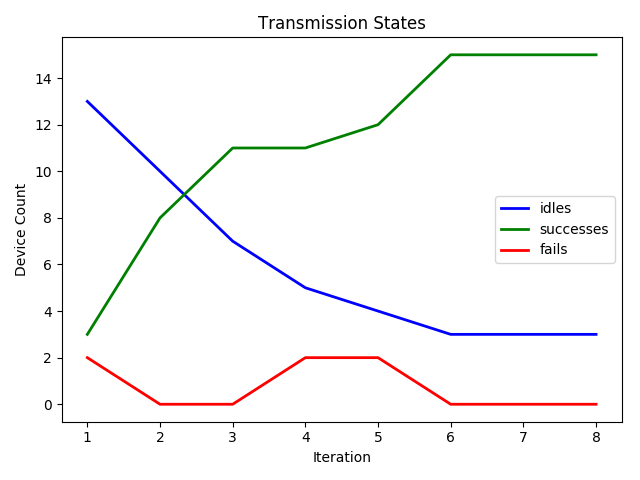 Transmission States
Device Count
14
12
10
8
6
4
2
0
idles
successes
fails
1 2 3 4 5 6 7 8
Iteration